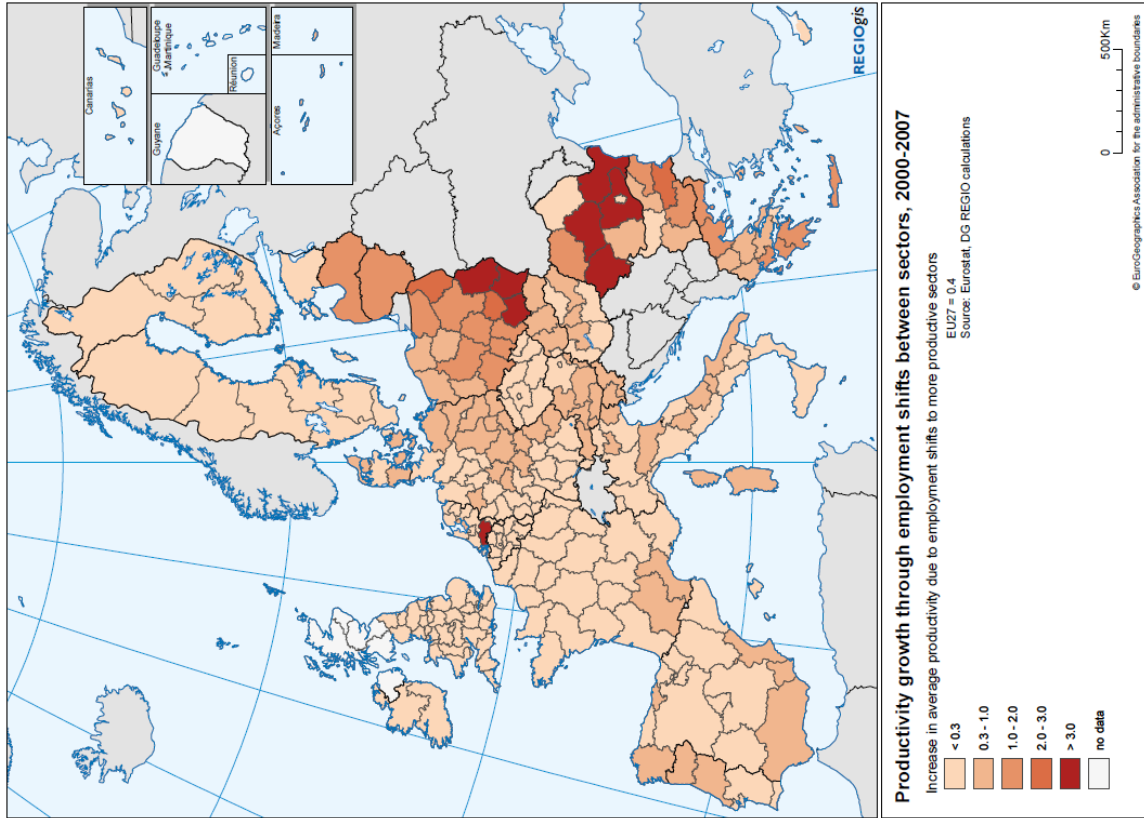 Canarias
Guyane
Guadeloupe
Martinique
Réunion
Açores
Madeira
REGIOgis
Productivity growth through employment shifts between sectors, 2000-2007
Increase in average productivity due to employment shifts to more productive sectors
< 0.3
0.3 - 1.0
1.0 - 2.0
2.0 - 3.0
> 3.0
no data
EU27 = 0.4
Source: Eurostat, DG REGIO calculations
0 500 Km
© EuroGeographics Association for the administrative boundaries